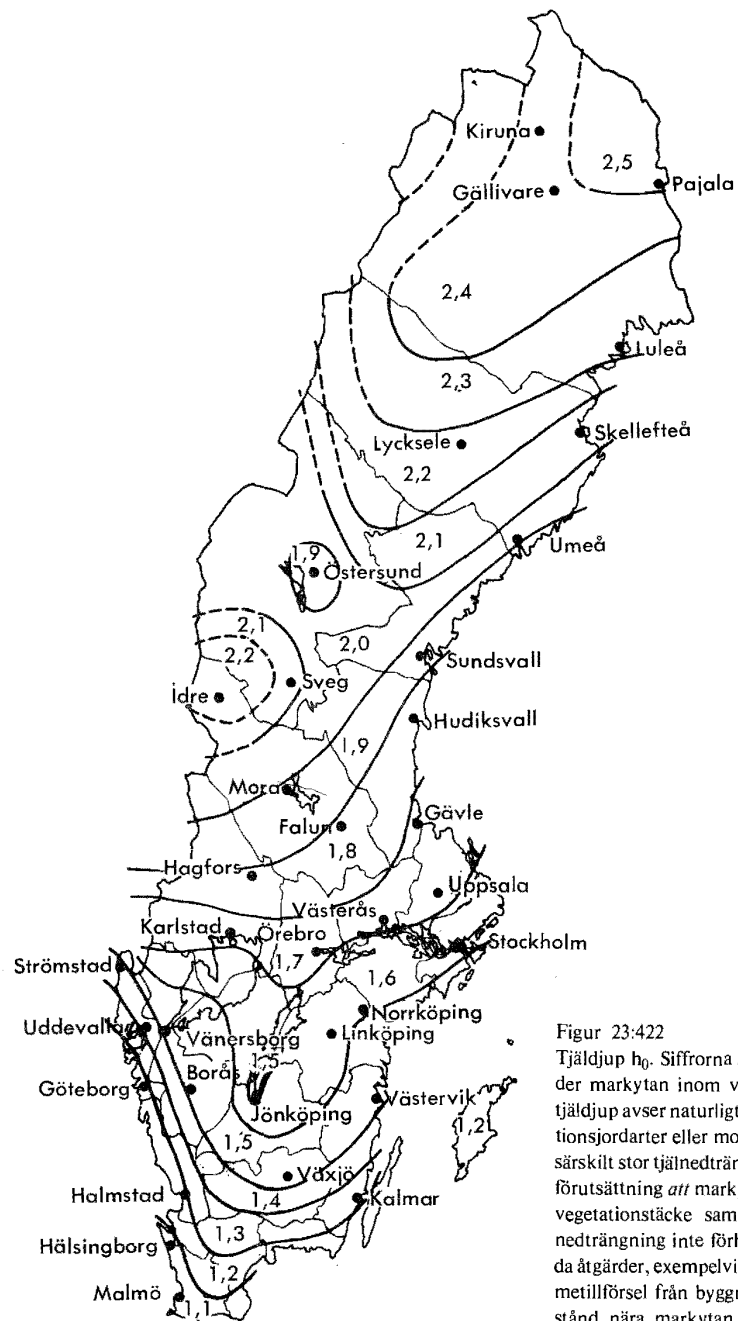 Kiruna
2,5
Pajala
Gällivare
2,4
Luleå
2,3
Skellefteå
Lycksele
2,2
2,1
Umeå
1,9
Östersund
2,1
2,0
2,2
Sundsvall
Sveg
İdre
Hudiksvall
1,9
Mora
Gävle
Falun
1,8
Hagfors
Uppsala
Västerås
Karlstad
Örebro
Stockholm
1,7
Strömstad
1,6
Norrköping
Uddevalla
Vänersborg
Linköping
1,5
Göteborg
Borås
Jönköping
Västervik
1,2
1,5
Växjö
Halmstad
1,4
Kalmar
1,3
Hälsingborg
1,2
Malmö
1,1
Figur 23:422
Tjäldjup h₀. Siffrorna
der markytan inom v
tjäldjup avser naturligt
tionsjordarter eller mo
särskilt stor tjälnedträn
förutsättning att mark
vegetationstäcke sam
nedträngning inte förh
da åtgärder, exempelvi
metillförsel från byggr
stånd nära markytan